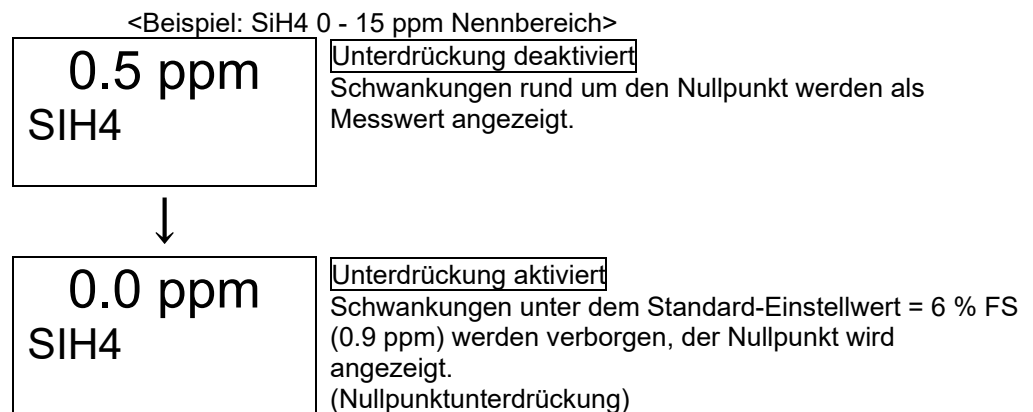 <Beispiel: SiH4 0 - 15 ppm Nennbereich>
0.5 ppm
SIH4
Unterdrückung deaktiviert
Schwankungen rund um den Nullpunkt werden als
Messwert angezeigt.
↓
0.0 ppm
SIH4
Unterdrückung aktiviert
Schwankungen unter dem Standard-Einstellwert = 6 % FS
(0.9 ppm) werden verborgen, der Nullpunkt wird
angezeigt.
(Nullpunktunterdrückung)